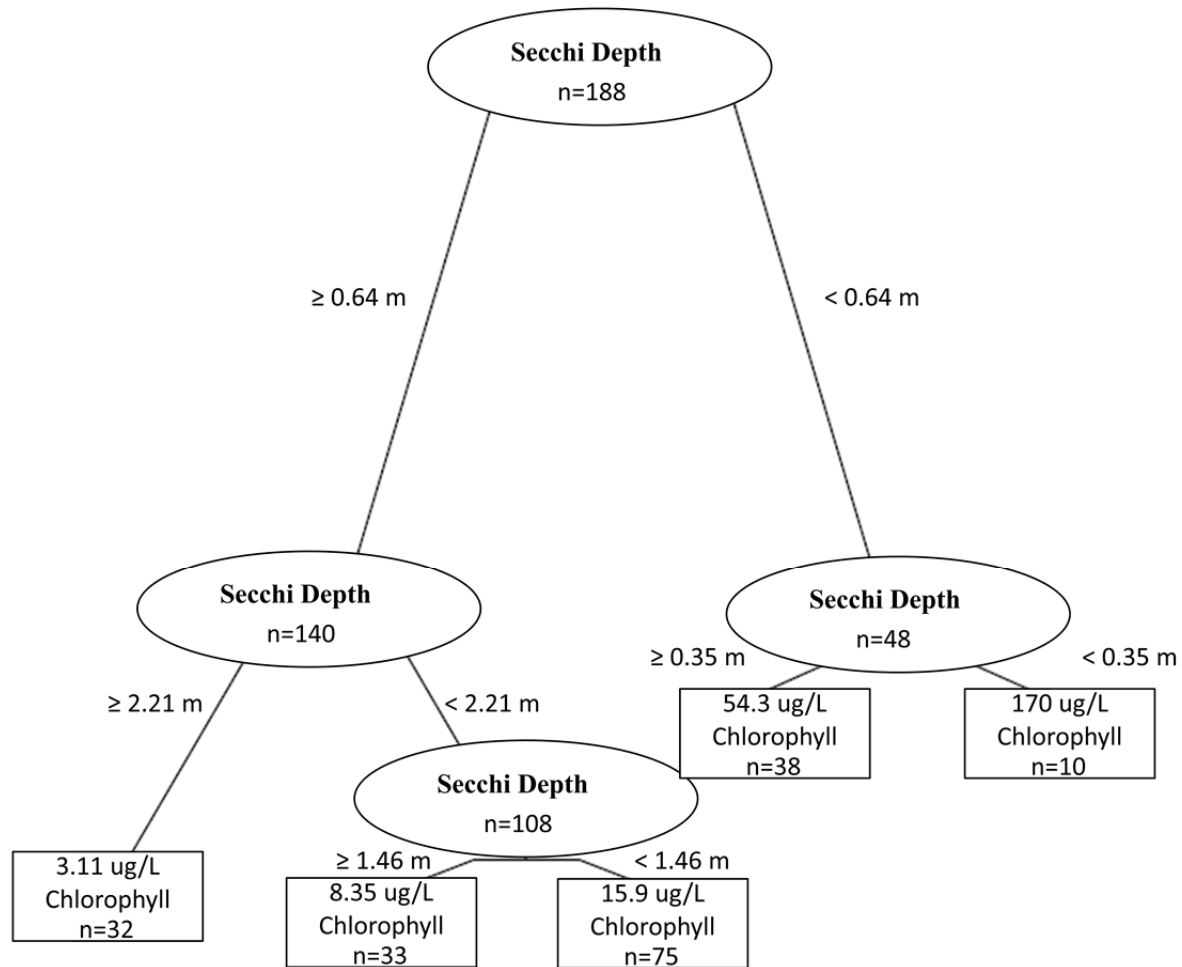 Secchi Depth
n=188
≥ 0.64 m
< 0.64 m
Secchi Depth
n=140
Secchi Depth
n=48
≥ 2.21 m
< 2.21 m
≥ 0.35 m
< 0.35 m
54.3 ug/L
Chlorophyll
n=38
170 ug/L
Chlorophyll
n=10
Secchi Depth
n=108
≥ 1.46 m
< 1.46 m
3.11 ug/L
Chlorophyll
n=32
8.35 ug/L
Chlorophyll
n=33
15.9 ug/L
Chlorophyll
n=75